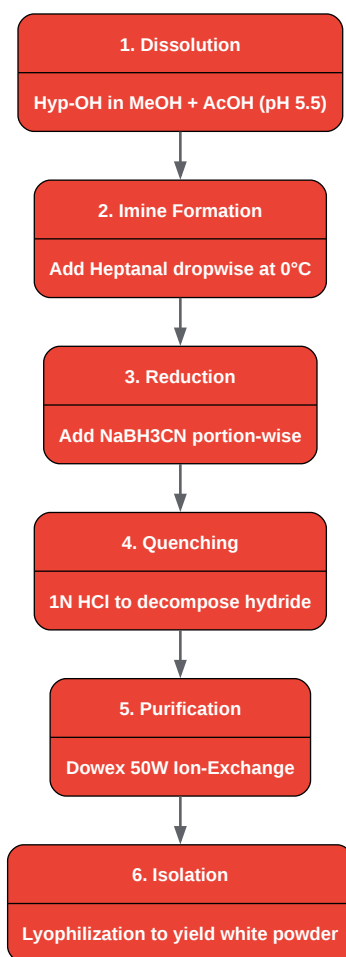 1. Dissolution
Hyp-OH in MeOH + AcOH (pH 5.5)
2. Imine Formation
Add Heptanal dropwise at 0°C
3. Reduction
Add NaBH3CN portion-wise
4. Quenching
1N HCl to decompose hydride
5. Purification
Dowex 50W Ion-Exchange
6. Isolation
Lyophilization to yield white powder